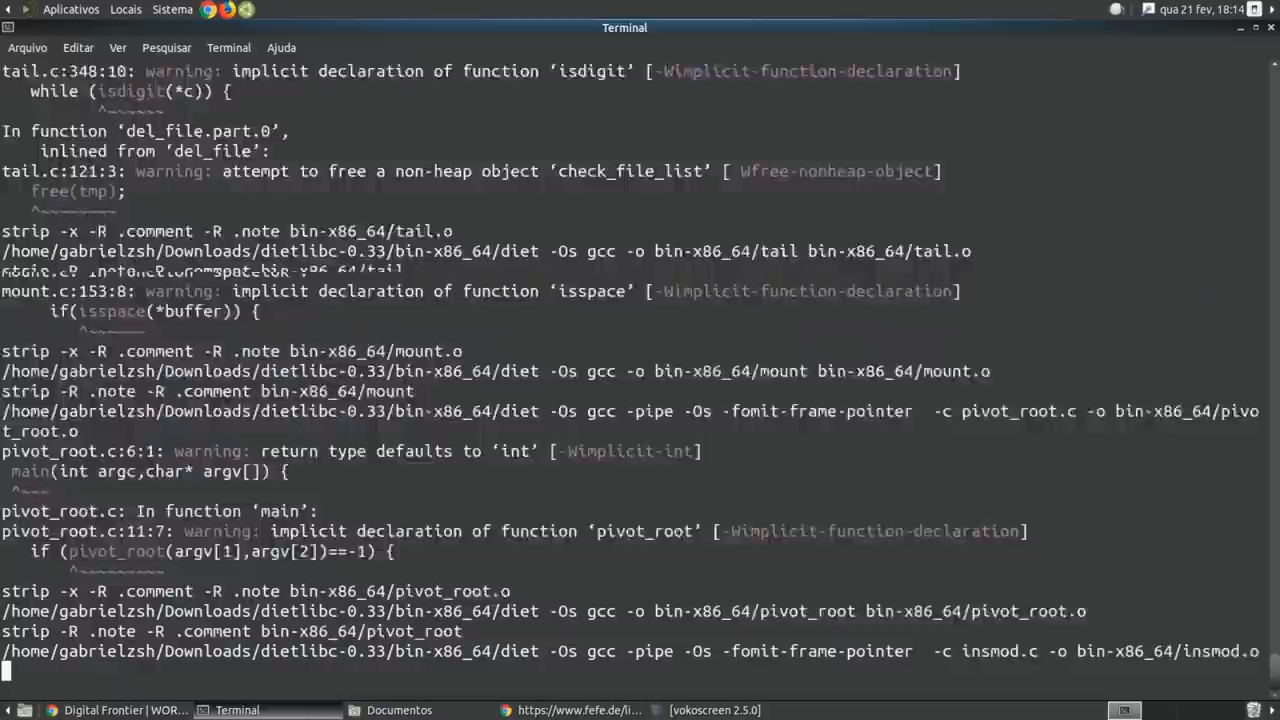 Aplicativos Locais Sistema qua 21 fev, 18:14
Terminal
Arquivo Editar Ver Pesquisar Terminal Ajuda
tail.c:348:10: warning: implicit declaration of function ‘isdigit’ [-Wimplicit-function-declaration]
while (isdigit(*c)) {
^~~~~~~
In function ‘del_file.part.0’,
inlined from ‘del_file’:
tail.c:121:3: warning: attempt to free a non-heap object ‘check_file_list’ [ Wfree-nonheap-object]
free(tmp);
^~~~~~~~~
strip -x -R .comment -R .note bin-x86_64/tail.o
/home/gabrielzsh/Downloads/dietlibc-0.33/bin-x86_64/diet -Os gcc -o bin-x86_64/tail bin-x86_64/tail.o
mount.c:153:8: warning: implicit declaration of function ‘isspace’ [-Wimplicit-function-declaration]
if(isspace(*buffer)) {
^~~~~~~
strip -x -R .comment -R .note bin-x86_64/mount.o
/home/gabrielzsh/Downloads/dietlibc-0.33/bin-x86_64/diet -Os gcc -o bin-x86_64/mount bin-x86_64/mount.o
strip -R .note -R .comment bin-x86_64/mount
/home/gabrielzsh/Downloads/dietlibc-0.33/bin-x86_64/diet -Os gcc -pipe -Os -fomit-frame-pointer  -c pivot_root.c -o bin-x86_64/pivo
t_root.o
pivot_root.c:6:1: warning: return type defaults to ‘int’ [-Wimplicit-int]
main(int argc,char* argv[]) {
^~~~
pivot_root.c: In function ‘main’:
pivot_root.c:11:7: warning: implicit declaration of function ‘pivot_root’ [-Wimplicit-function-declaration]
if (pivot_root(argv[1],argv[2])==-1) {
^~~~~~~~~~
strip -x -R .comment -R .note bin-x86_64/pivot_root.o
/home/gabrielzsh/Downloads/dietlibc-0.33/bin-x86_64/diet -Os gcc -o bin-x86_64/pivot_root bin-x86_64/pivot_root.o
strip -R .note -R .comment bin-x86_64/pivot_root
/home/gabrielzsh/Downloads/dietlibc-0.33/bin-x86_64/diet -Os gcc -pipe -Os -fomit-frame-pointer  -c insmod.c -o bin-x86_64/insmod.o
Digital Frontier | WOR... Terminal Documentos https://www.fefe.de/li... [vokoscreen 2.5.0]